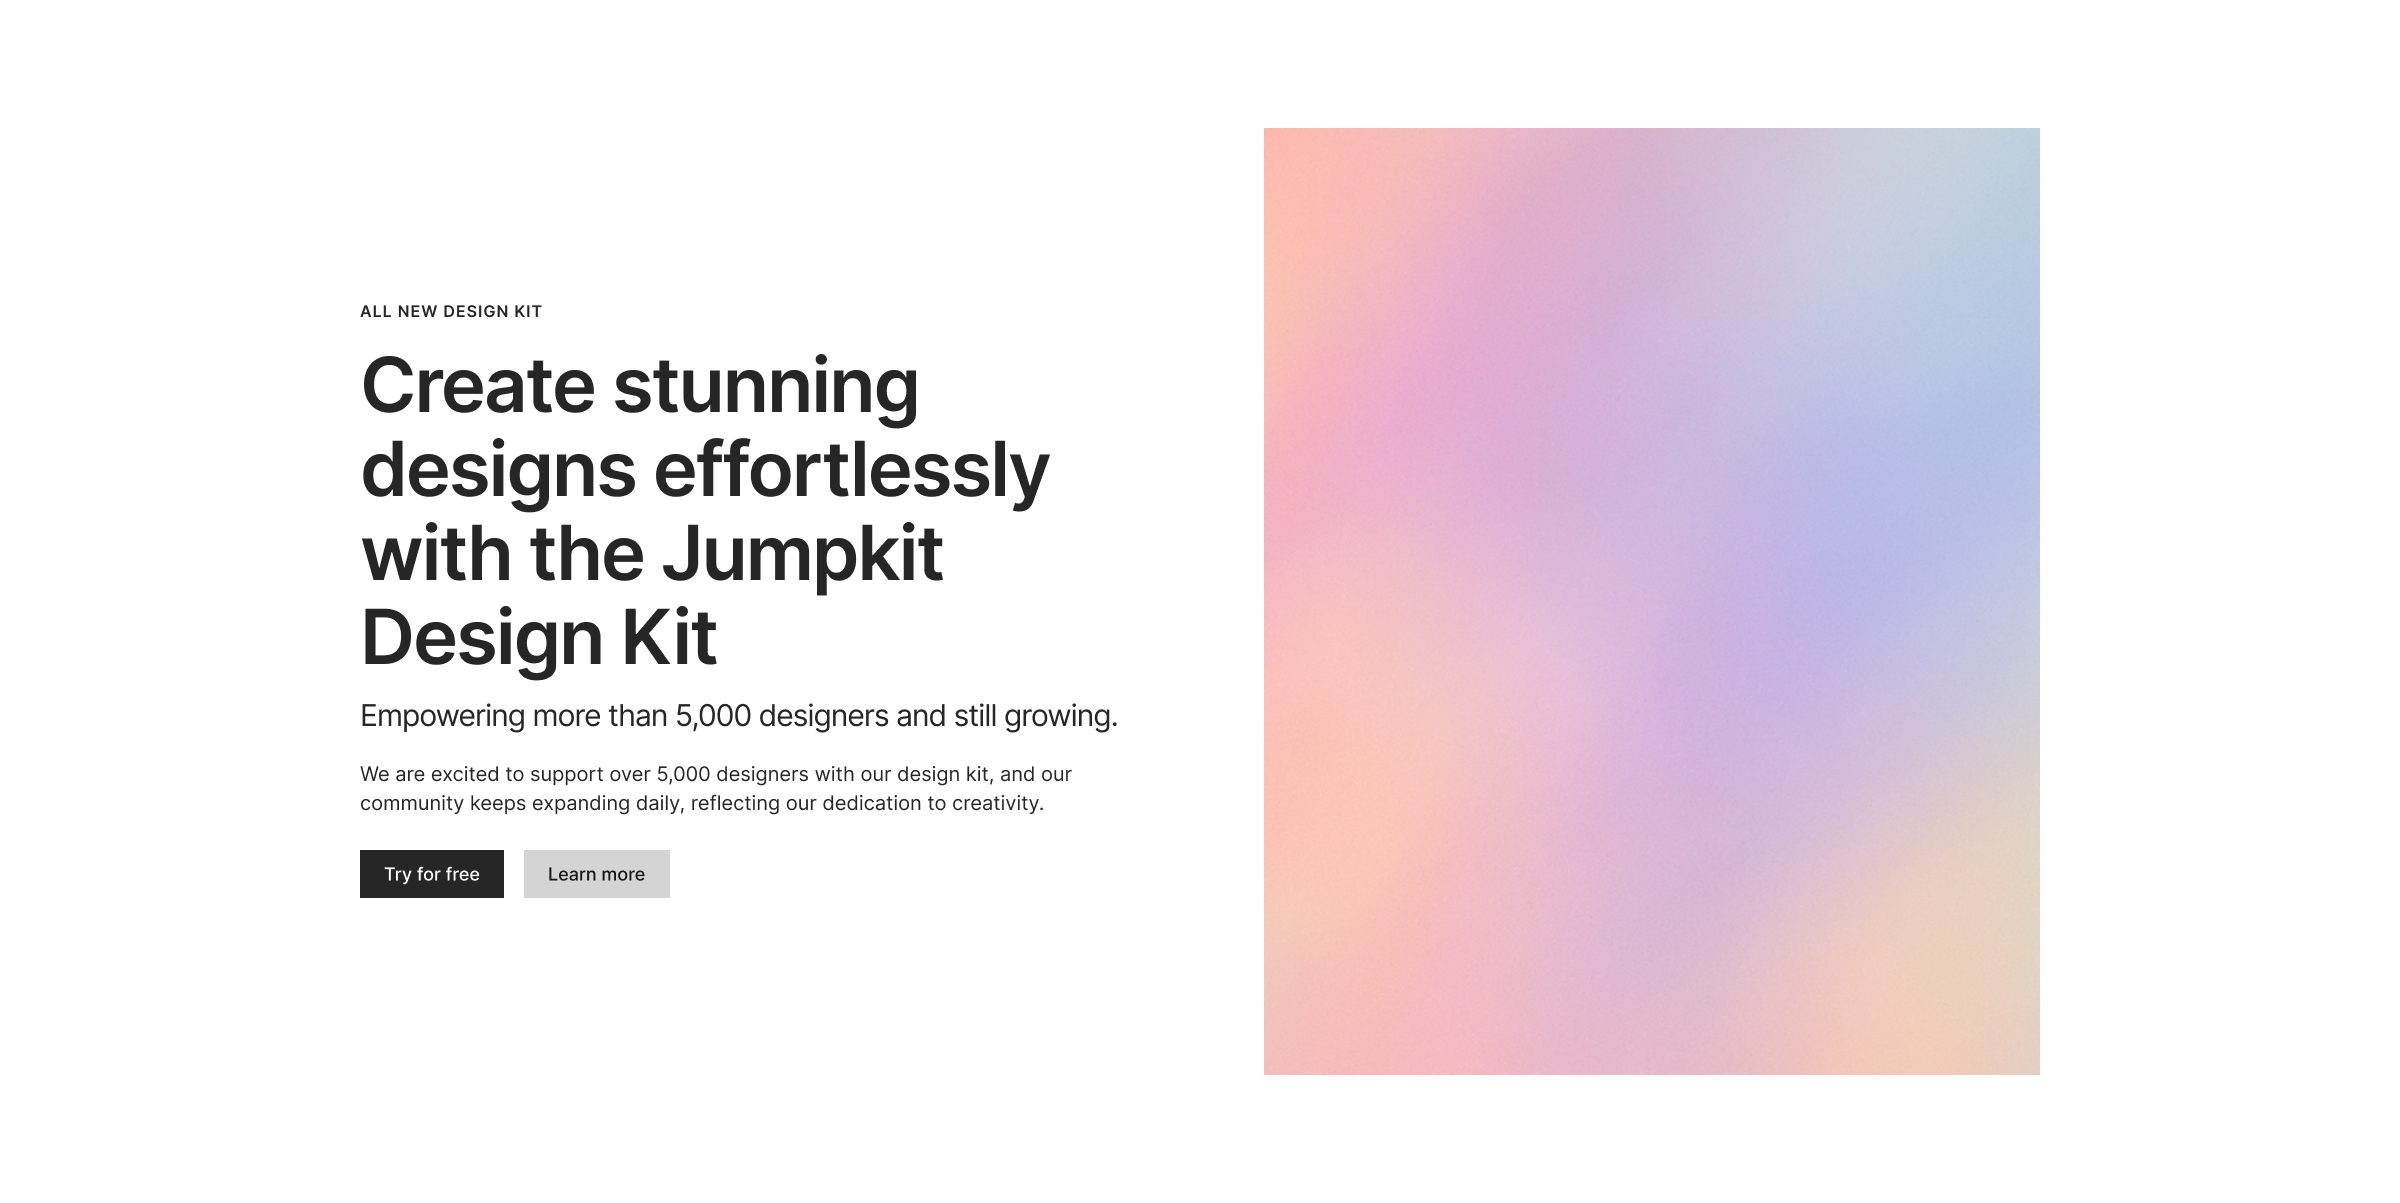 ALL NEW DESIGN KIT
Create stunning
designs effortlessly
with the Jumpkit
Design Kit
Empowering more than 5,000 designers and still growing.
We are excited to support over 5,000 designers with our design kit, and our
community keeps expanding daily, reflecting our dedication to creativity.
Try for free
Learn more